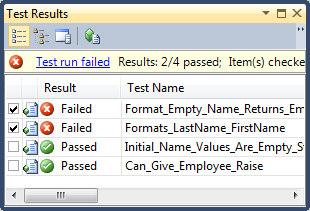 Test Results
Test run failed Results: 2/4 passed; Item(s) checke
Result Test Name
Failed Format_Empty_Name_Returns_Em
Failed Formats_LastName_FirstName
Passed Initial_Name_Values_Are_Empty_S
Passed Can_Give_Employee_Raise